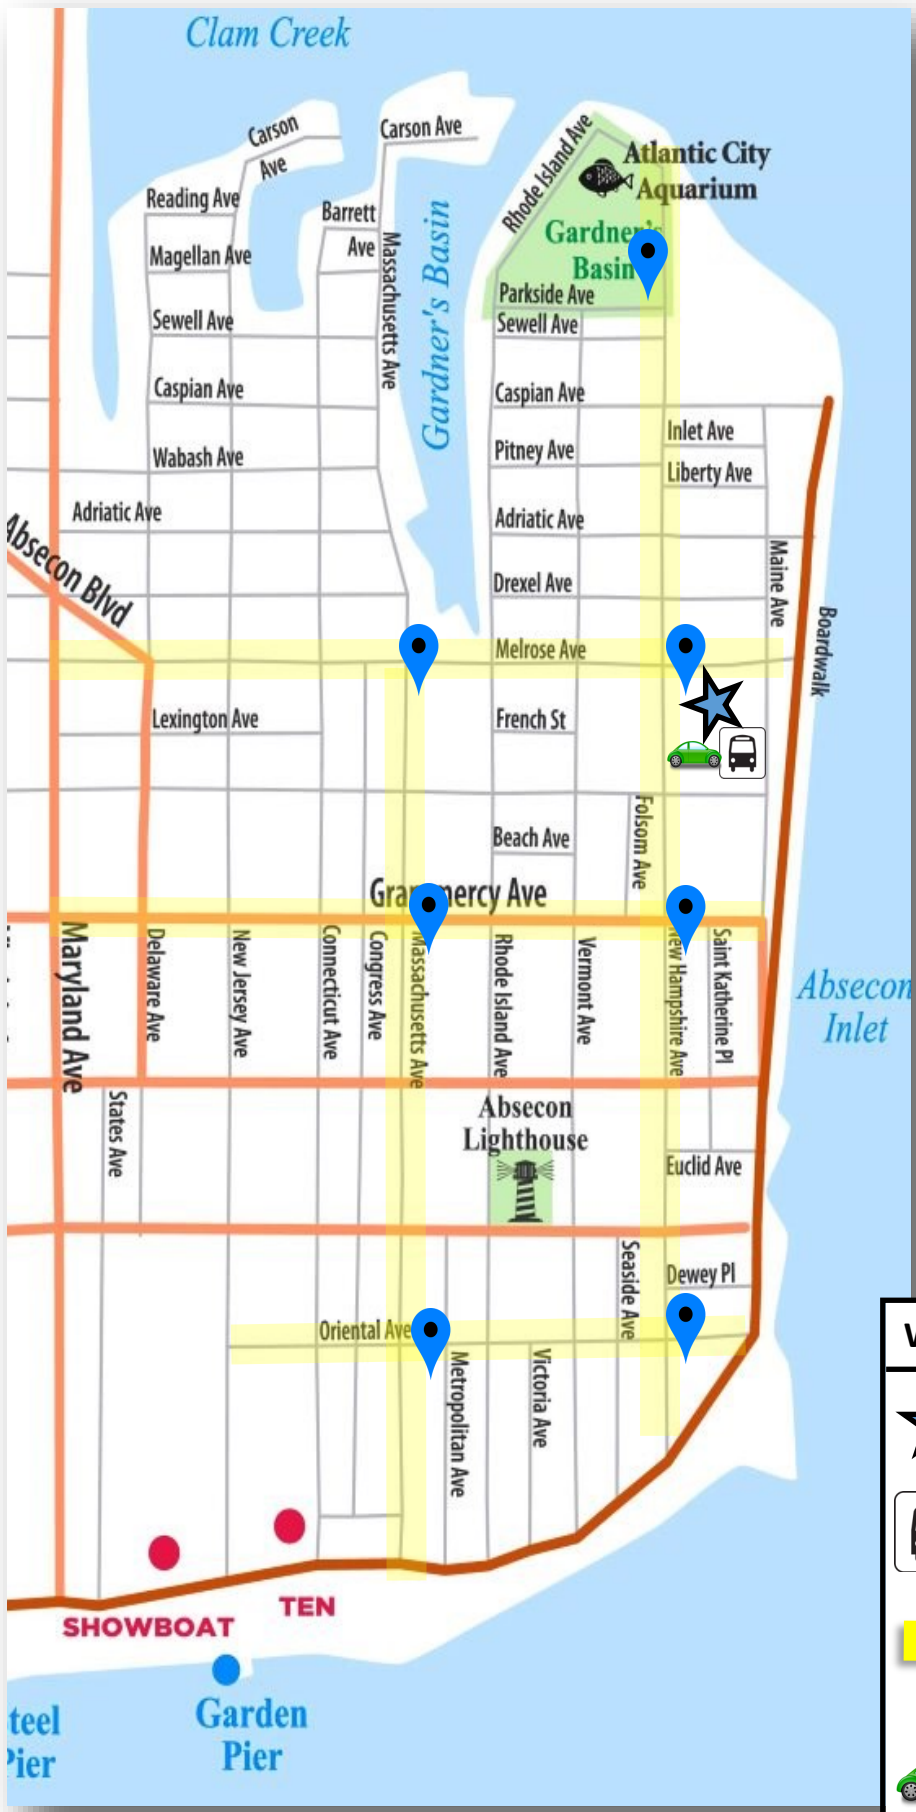 Clam Creek
Carson
Ave
Carson Ave
Rhode Island Ave
Atlantic City
Aquarium
Reading Ave
Barrett
Ave
Magellan Ave
Massachusetts Ave
Gardner's Basin
Gardner's
Basin
Parkside Ave
Sewell Ave
Sewell Ave
Caspian Ave
Caspian Ave
Inlet Ave
Pitney Ave
Wabash Ave
Liberty Ave
Adriatic Ave
Adriatic Ave
Absecon Blvd
Maine Ave
Drexel Ave
Boardwalk
Melrose Ave
Lexington Ave
French St
Folsom Ave
Beach Ave
Grammercy Ave
Maryland Ave
Delaware Ave
New Jersey Ave
Connecticut Ave
Congress Ave
Massachusetts Ave
Rhode Island Ave
Vermont Ave
New Hampshire Ave
Saint Katherine Pl
Absecon
Inlet
States Ave
Absecon
Lighthouse
Euclid Ave
Seaside Ave
Dewey Pl
Oriental Ave
Metropolitan Ave
Victoria Ave
TEN
SHOWBOAT
Garden
Pier
teel
Pier